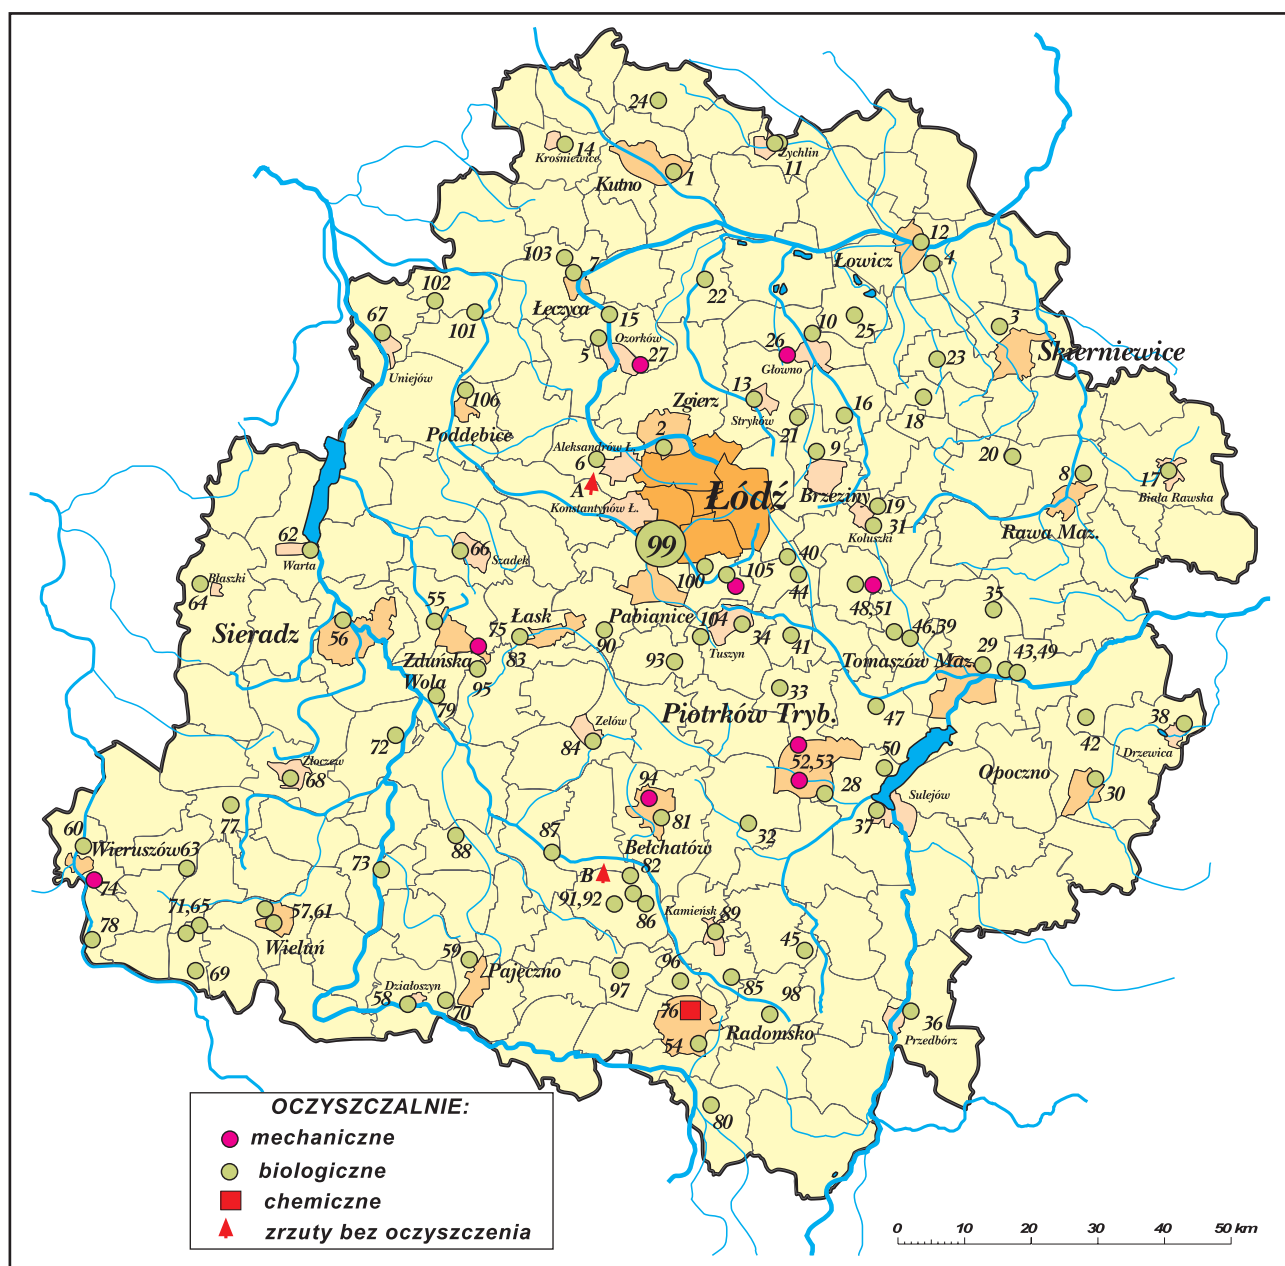 24
14
Krośniewice
Kutno
1
Żychlin
11
12
Łowicz
4
103
7
Łęczyca
102
101
67
Uniejów
22
15
5
Ozorków
27
10
25
26
Głowno
3
Skierniewice
23
18
106
Poddębice
Zgierz
13
Stryków
21
16
2
Aleksandrów Ł.
6
A
Konstantynów Ł.
Łódź
9
Brzeziny
20
8
17
Biała Rawska
Rawa Maz.
19
31
Koluszki
99
62
Warta
66
Szadek
Błaszki
64
100
105
40
44
48,51
35
55
Sieradz
56
75
Łask
83
Zduńska
Wola
95
79
Pabianice
90
104
Tuszyn
34
41
46,39
29
43,49
Tomaszów Maz.
93
33
Piotrków Tryb.
47
72
Zelów
84
42
38
Drzewica
Złoczew
68
52,53
50
28
Opoczno
30
94
81
Bełchatów
32
37
Sulejów
77
60
Wieruszów
63
74
88
87
73
B
82
91,92
86
Kamieńsk
89
71,65
57,61
Wieluń
78
69
59
Pajęczno
45
Działoszyn
58
70
97
96
85
98
76
Radomsko
54
36
Przedbórz
80
OCZYSZCZALNIE:
mechaniczne
biologiczne
chemiczne
zrzuty bez oczyszczenia
0 10 20 30 40 50 km